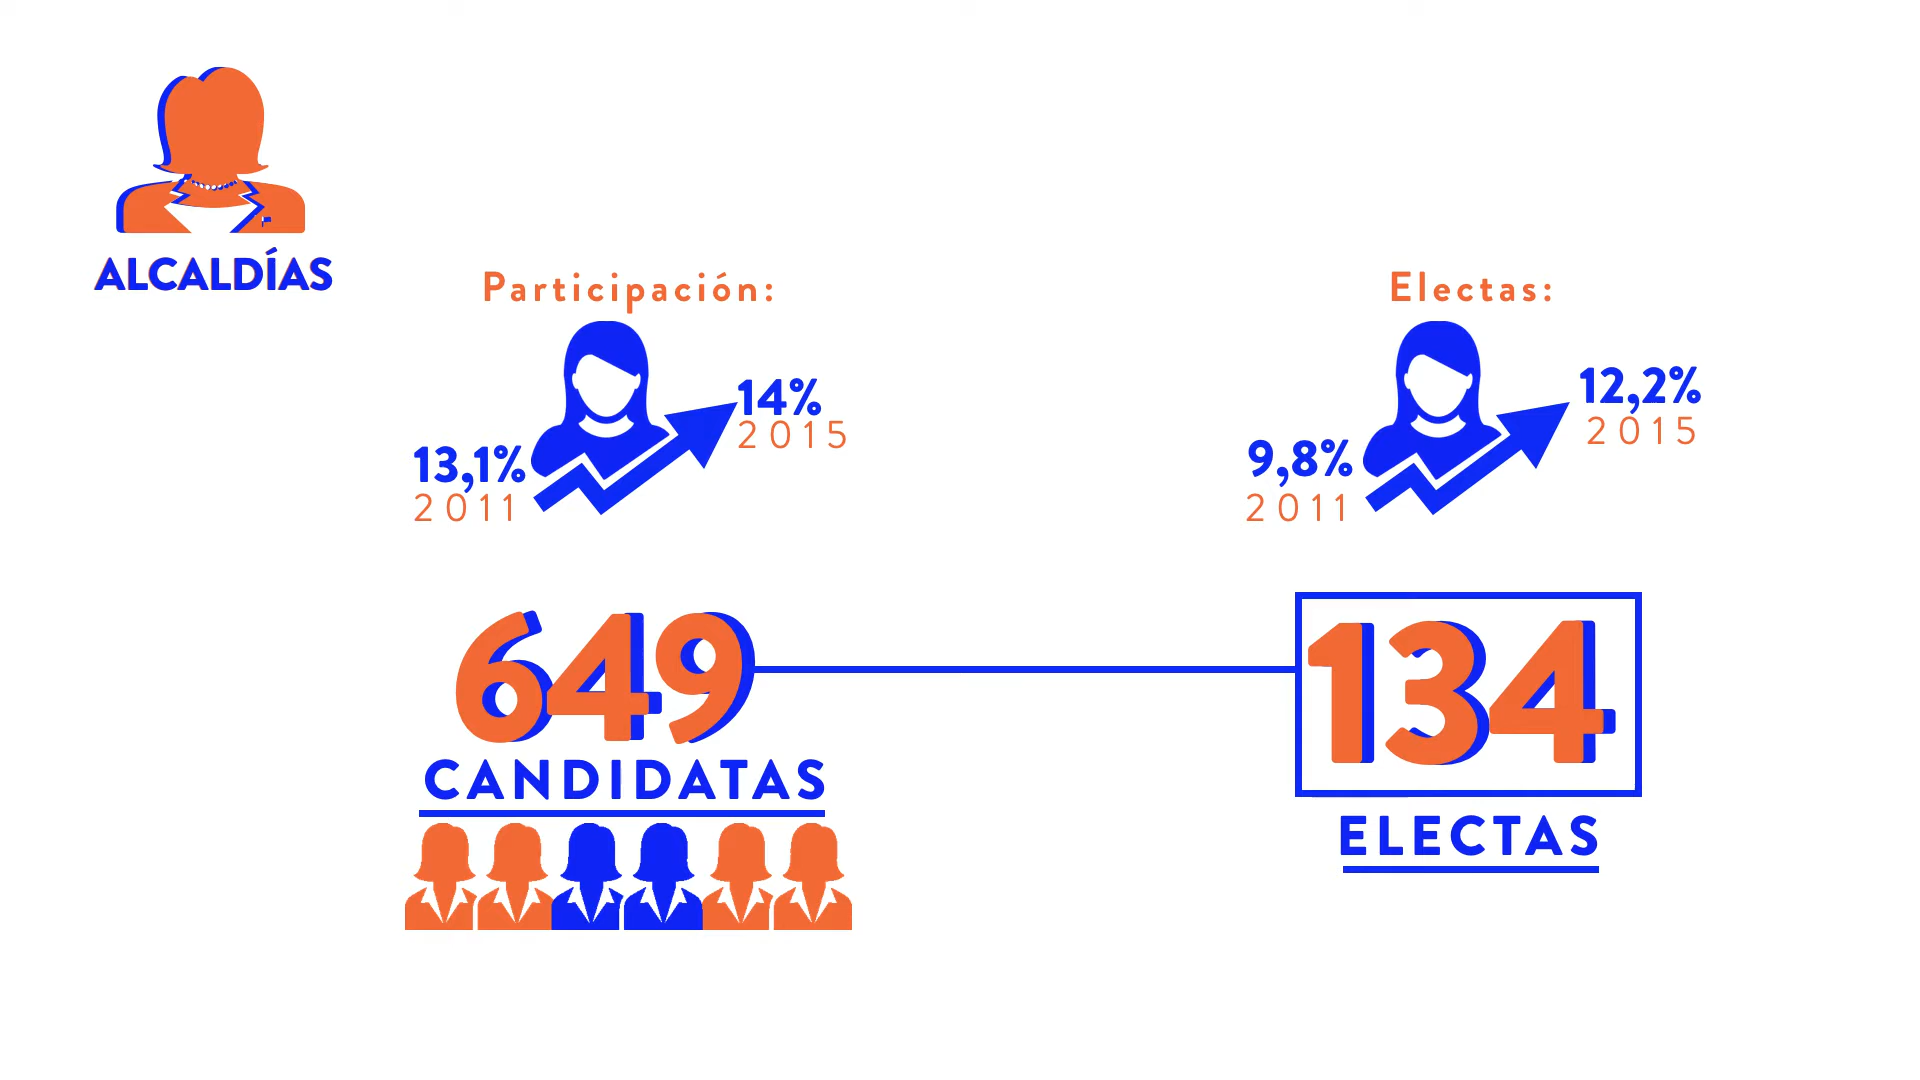 ALCALDÍAS
Participación:
14%
2015
13,1%
2011
Electas:
12,2%
2015
9,8%
2011
649
CANDIDATAS
134
ELECTAS